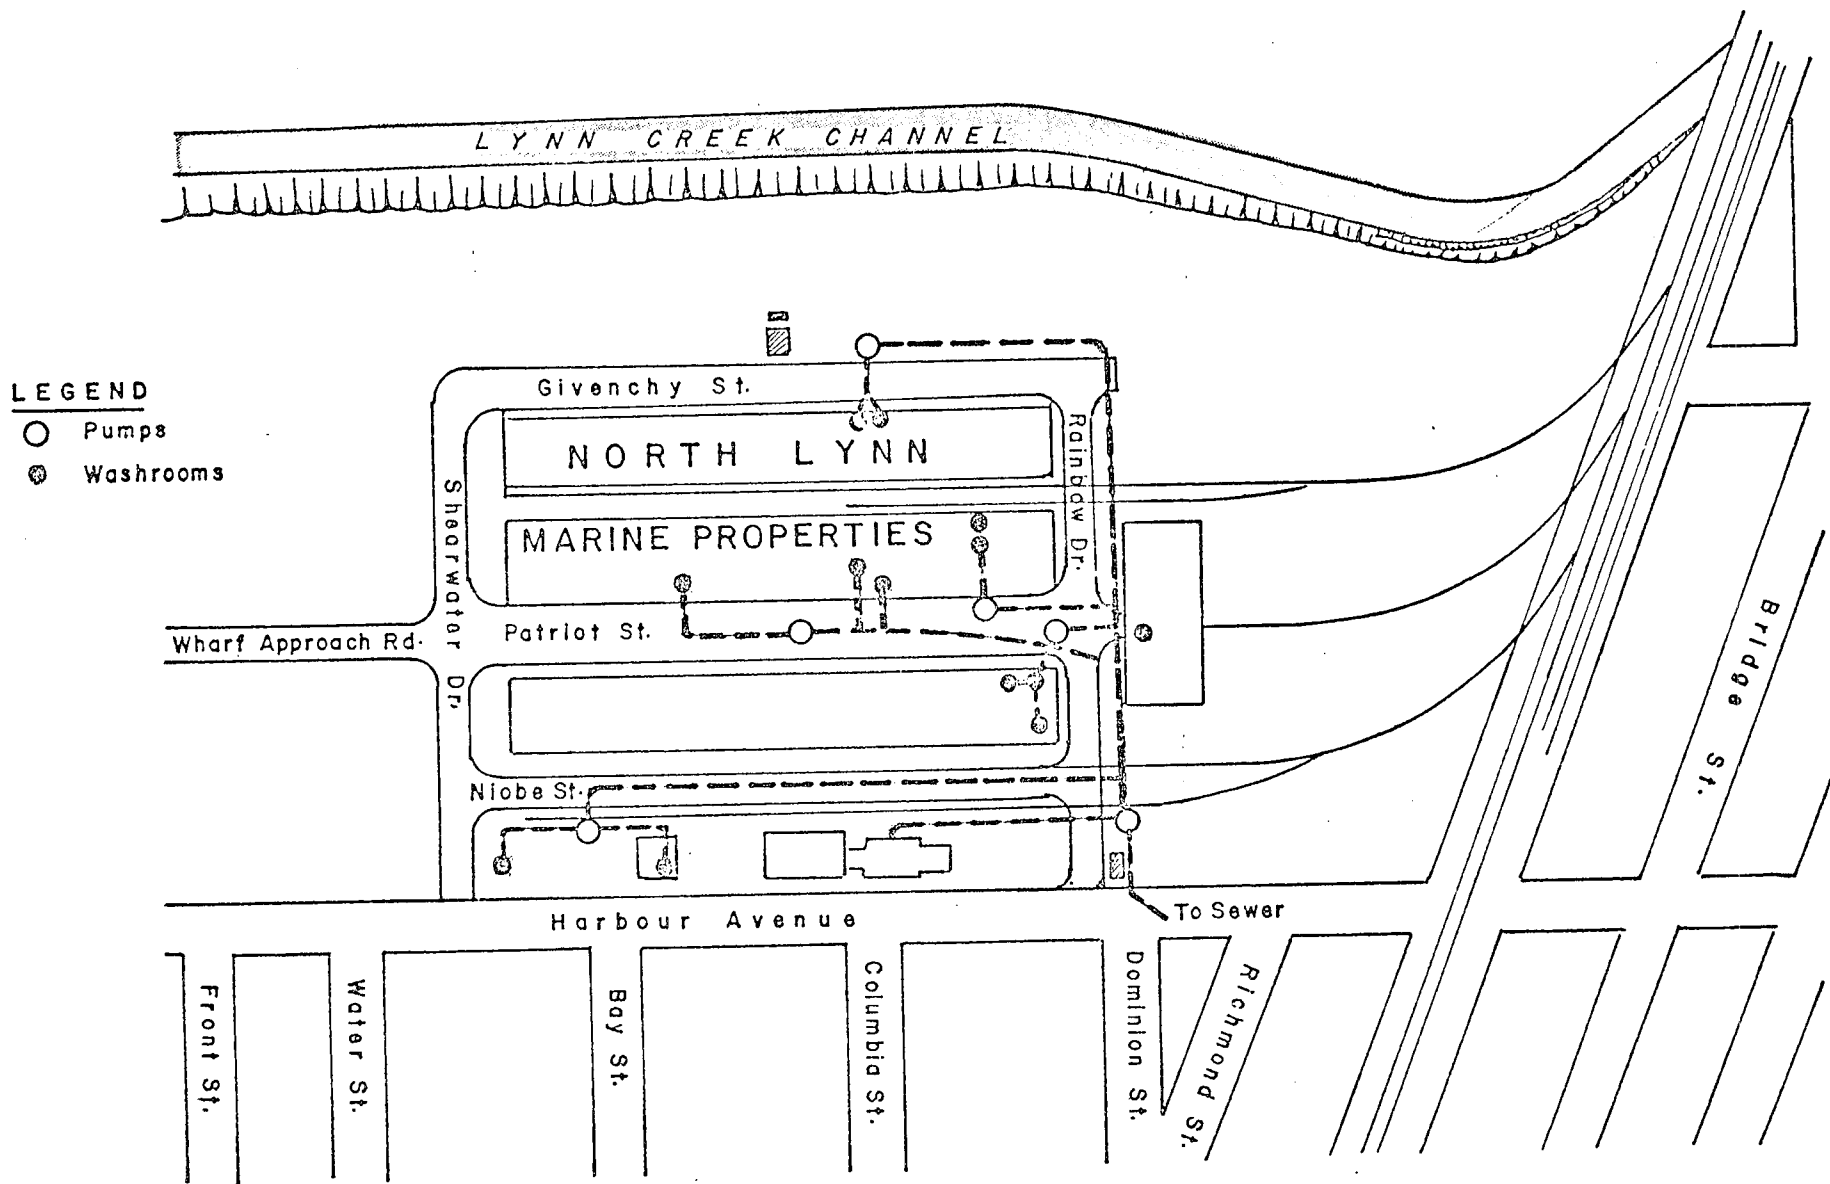 LYNN CREEK CHANNEL
LEGEND
Pumps
Washrooms
Givenchy St.
NORTH LYNN
MARINE PROPERTIES
Rainbow Dr.
Shearwater Dr.
Wharf Approach Rd.
Patriot St.
Niobe St.
Bridge St.
Harbour Avenue
To Sewer
Front St.
Water St.
Bay St.
Columbia St.
Dominion St.
Richmond St.